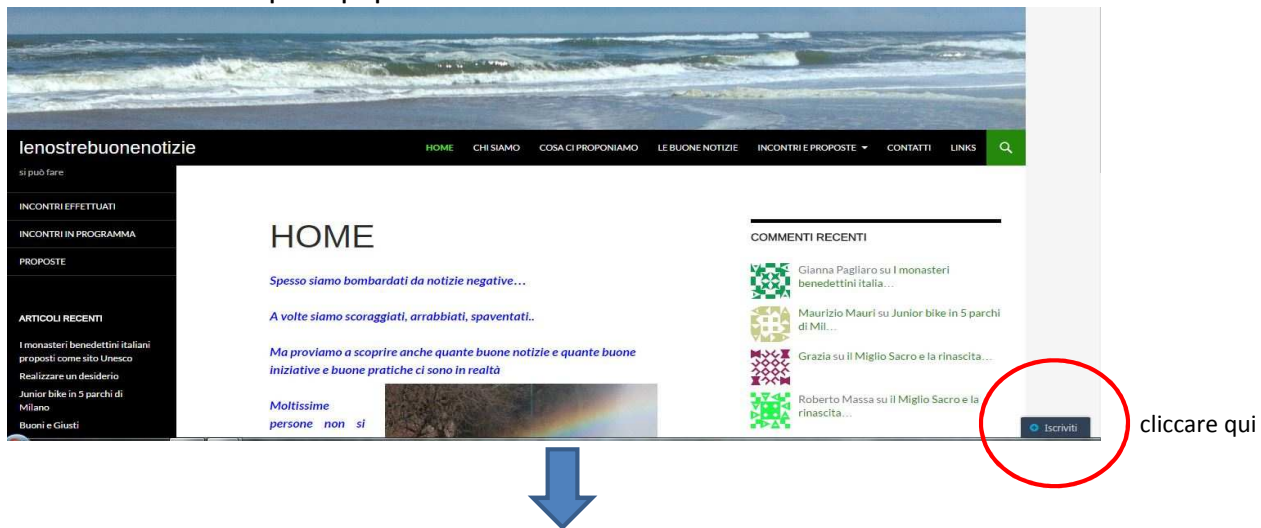 lenostrebuonenotizie
HOME CHI SIAMO COSA CI PROPONIAMO LE BUONE NOTIZIE INCONTRI E PROPOSTE CONTATTI LINKS
si può fare
INCONTRI EFFETTUATI
INCONTRI IN PROGRAMMA
PROPOSTE
ARTICOLI RECENTI
I monasteri benedettini italiani
proposti come sito Unesco
Realizzare un desiderio
Junior bike in 5 parchi di
Milano
Buoni e Giusti
HOME
Spesso siamo bombardati da notizie negative…
A volte siamo scoraggiati, arrabbiati, spaventati..
Ma proviamo a scoprire anche quante buone notizie e quante buone
iniziative e buone pratiche ci sono in realtà
Moltissime
persone non si
COMMENTI RECENTI
Gianna Pagliaro su I monasteri
benedettini italia…
Maurizio Mauri su Junior bike in 5 parchi
di Mil…
Grazia su il Miglio Sacro e la rinascita…
Roberto Massa su il Miglio Sacro e la
rinascita…
Iscriviti
cliccare qui